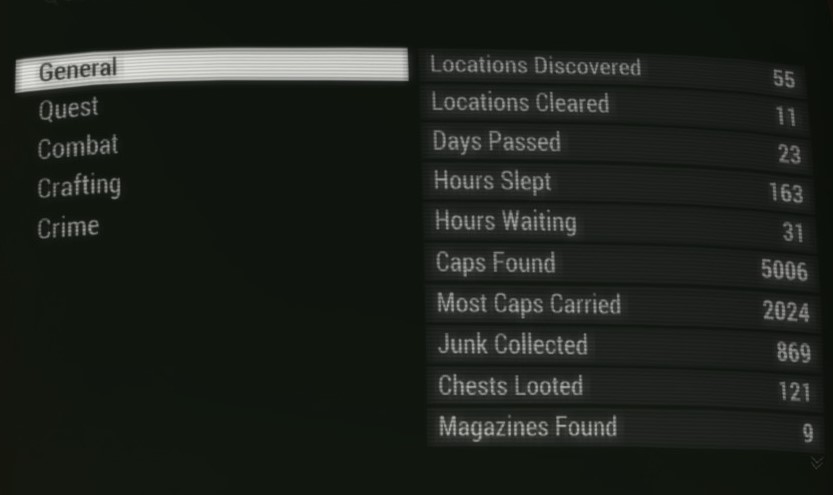 General
Quest
Combat
Crafting
Crime
Locations Discovered 55
Locations Cleared 11
Days Passed 23
Hours Slept 163
Hours Waiting 31
Caps Found 5006
Most Caps Carried 2024
Junk Collected 869
Chests Looted 121
Magazines Found 9